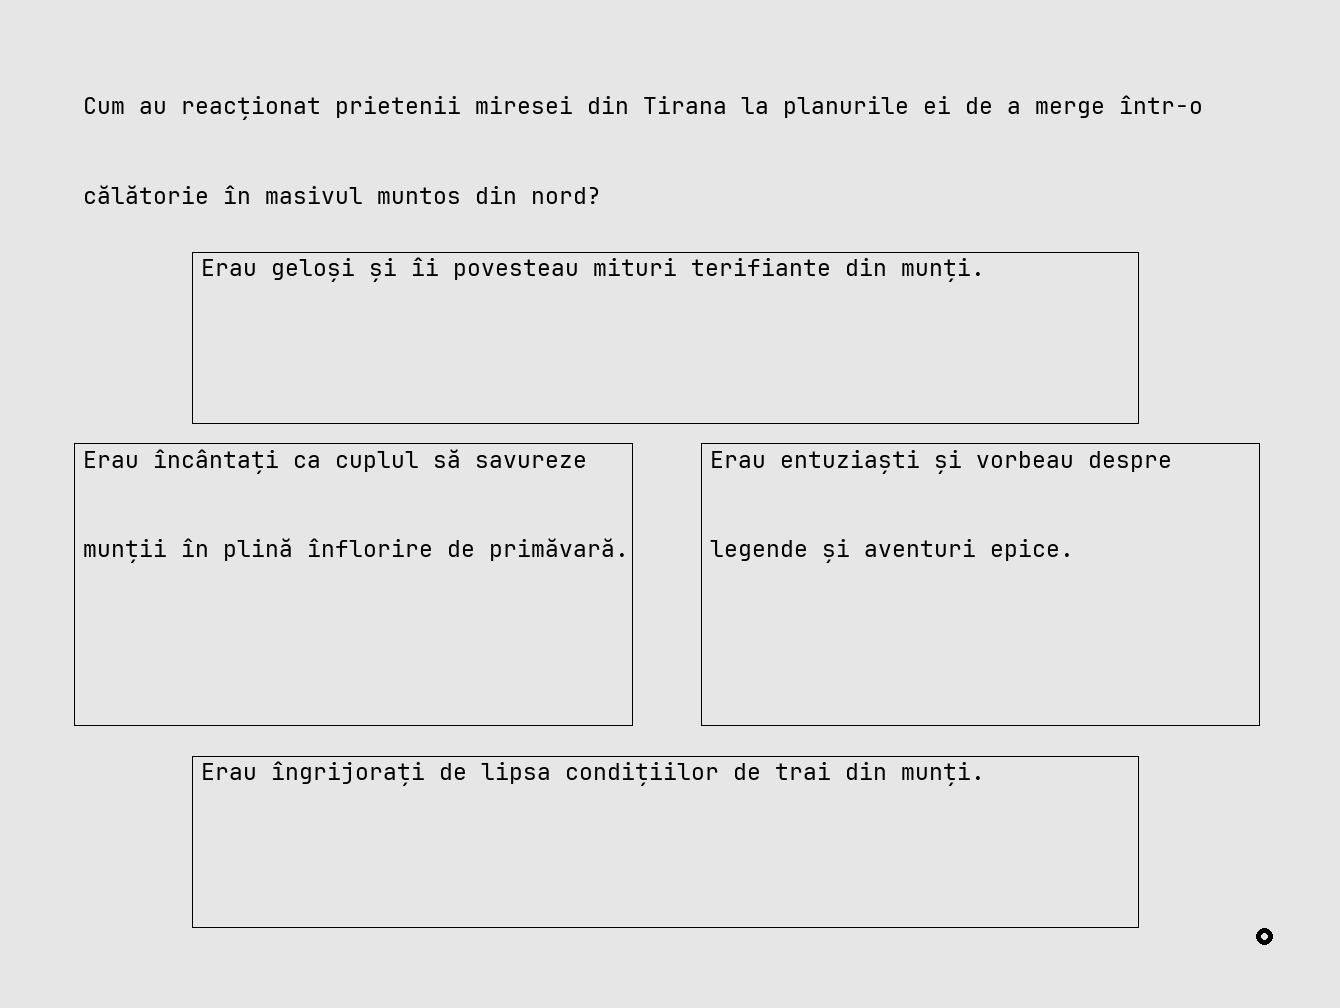 Cum au reacționat prietenii miresei din Tirana la planurile ei de a merge într-o
călătorie în masivul muntos din nord?
Erau geloși și îi povesteau mituri terifiante din munți.
Erau încântați ca cuplul să savureze
munții în plină înflorire de primăvară.
Erau entuziaști și vorbeau despre
legende și aventuri epice.
Erau îngrijorați de lipsa condițiilor de trai din munți.